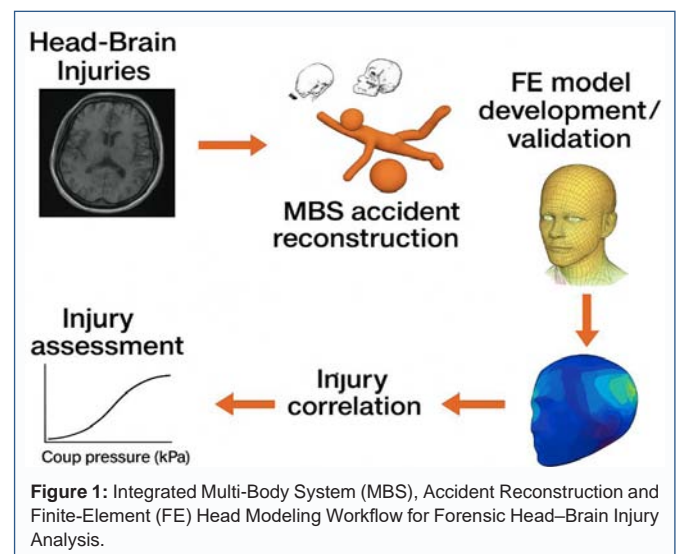 Head-Brain
Injuries
MBS accident
reconstruction
FE model
development/
validation
Injury
correlation
Injury
assessment
Coup pressure (kPa)
Figure 1: Integrated Multi-Body System (MBS), Accident Reconstruction and
Finite-Element (FE) Head Modeling Workflow for Forensic Head–Brain Injury
Analysis.